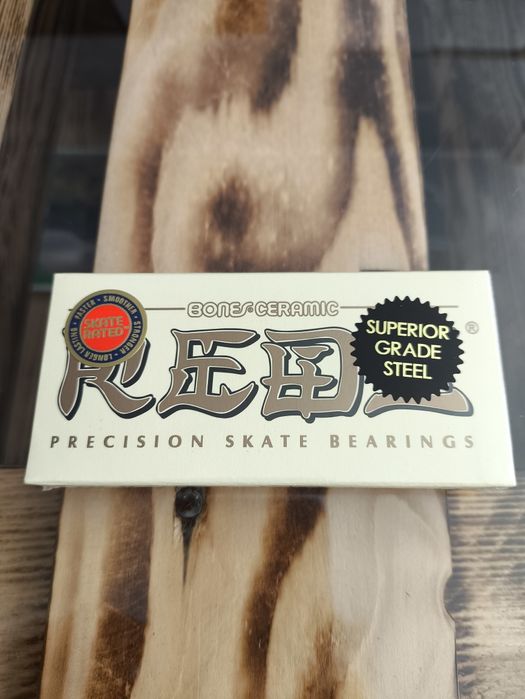 BONES CERAMIC
REDS®
PRECISION SKATE BEARINGS
SKATE
RATED
FASTER • SMOOTHER • STRONGER • LONGER LASTING •
SUPERIOR
GRADE
STEEL